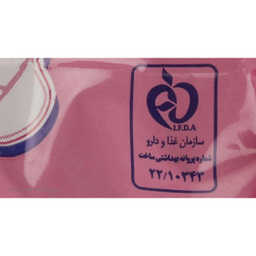 I.F.D.A
سازمان غذا و دارو
شماره پروانه بهداشتی ساخت
۲۲/۱۰۳۴۳